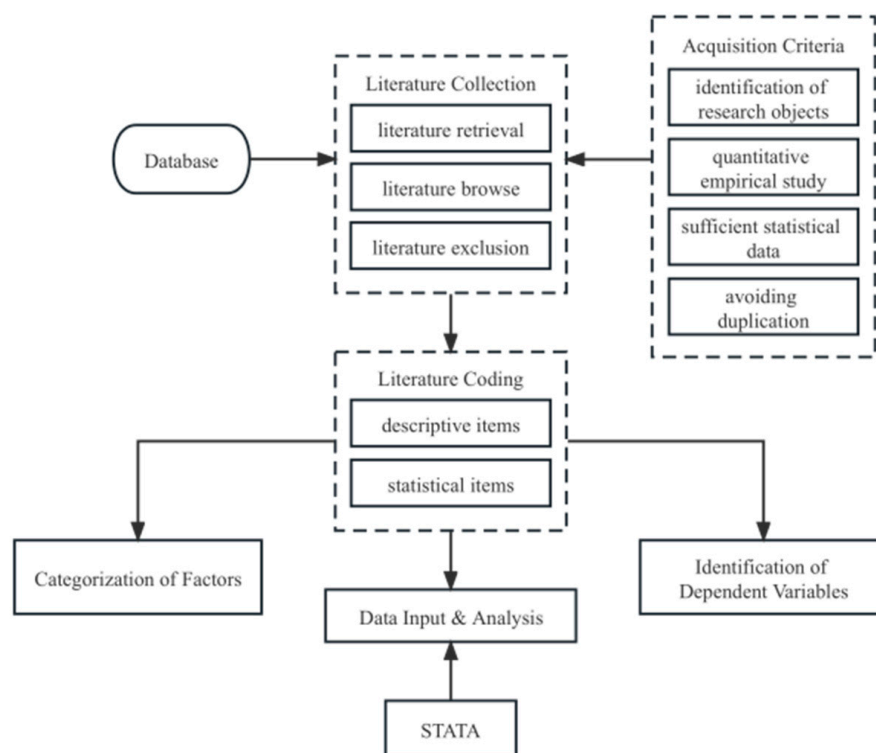 Acquisition Criteria
identification of
research objects
quantitative
empirical study
sufficient statistical
data
avoiding
duplication
Literature Collection
literature retrieval
literature browse
literature exclusion
Database
Literature Coding
descriptive items
statistical items
Categorization of Factors
Data Input & Analysis
Identification of
Dependent Variables
STATA